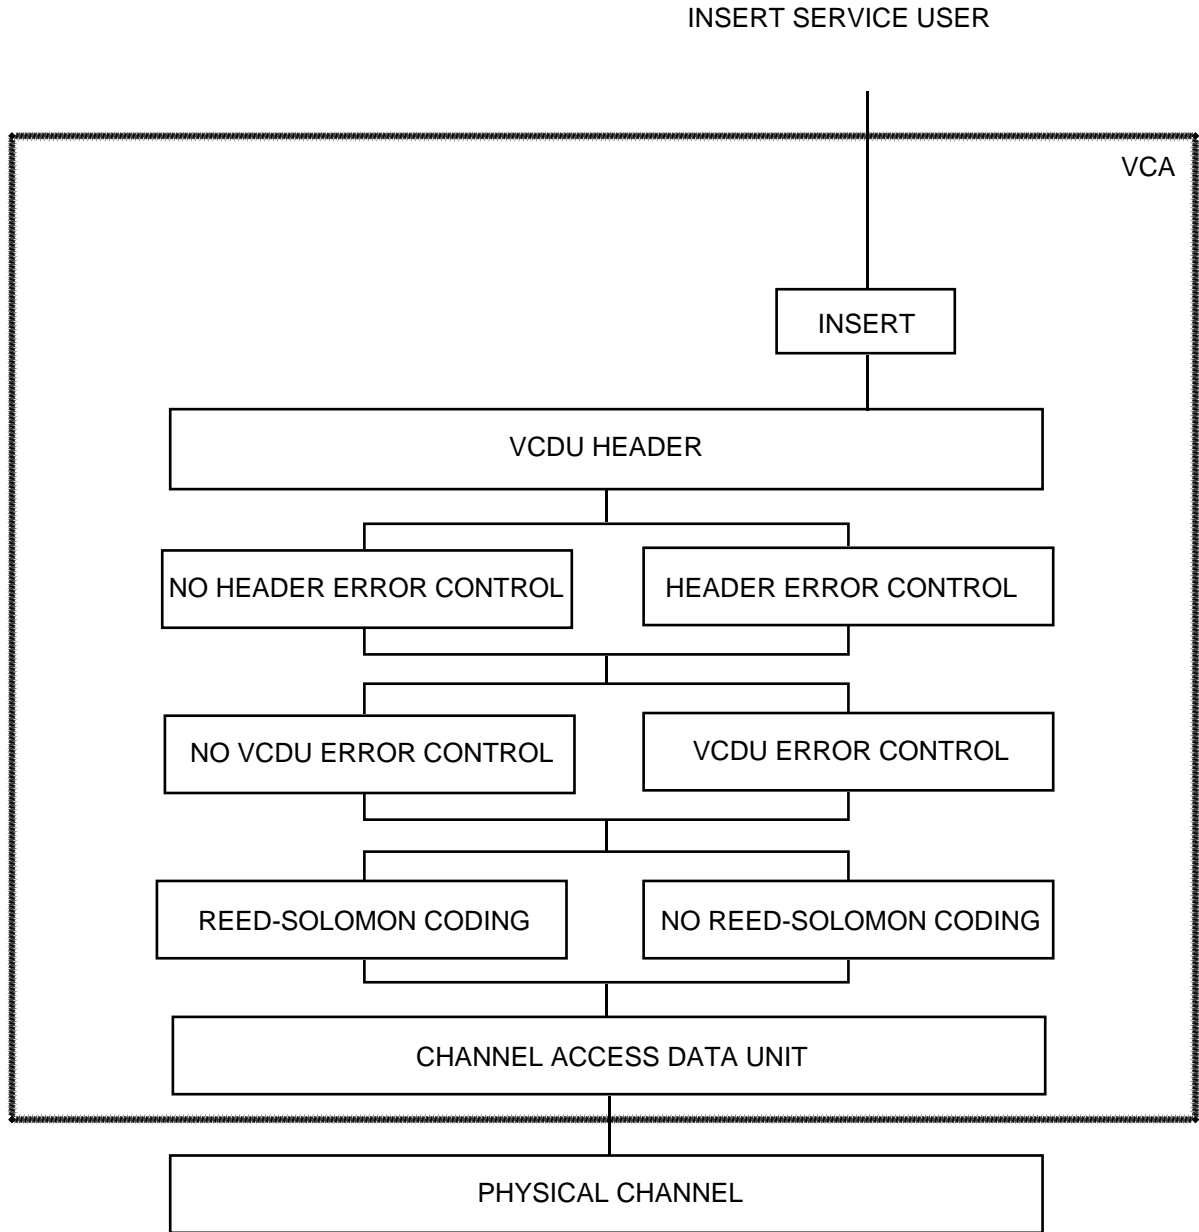 INSERT SERVICE USER
VCA
INSERT
VCDU HEADER
NO HEADER ERROR CONTROL
HEADER ERROR CONTROL
NO VCDU ERROR CONTROL
VCDU ERROR CONTROL
REED-SOLOMON CODING
NO REED-SOLOMON CODING
CHANNEL ACCESS DATA UNIT
PHYSICAL CHANNEL